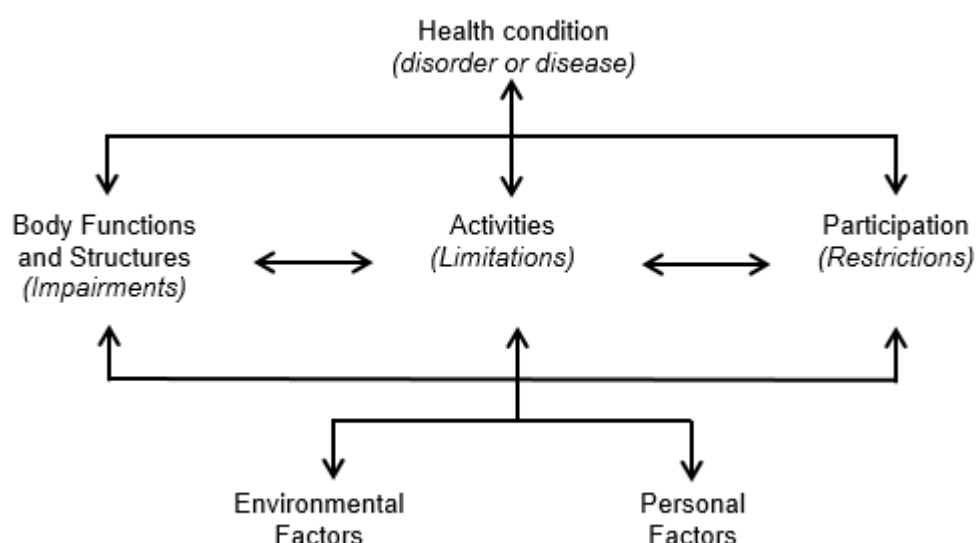 Health condition
(disorder or disease)
Body Functions
and Structures
(Impairments)
Activities
(Limitations)
Participation
(Restrictions)
Environmental
Factors
Personal
Factors